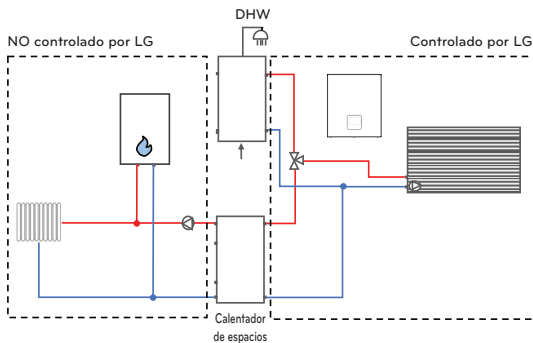 DHW
NO controlado por LG
Controlado por LG
Calentador
de espacios